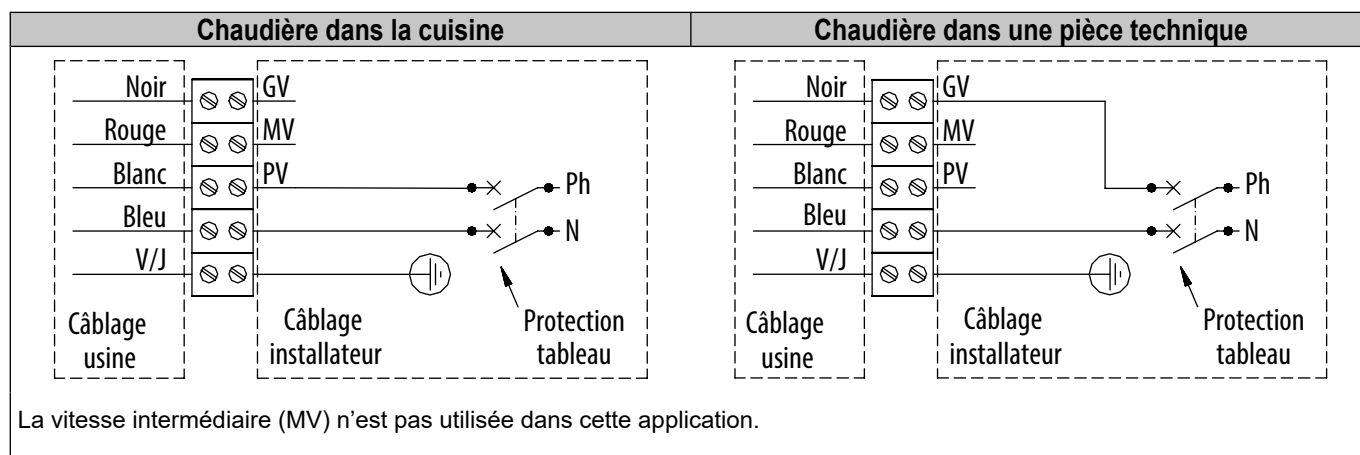 Chaudière dans la cuisine
Noir GV
Rouge MV
Blanc PV
Ph
Bleu
N
V/J
Câblage
usine
Câblage
installateur
Protection
tableau
Chaudière dans une pièce technique
Noir GV
Rouge MV
Blanc PV
Ph
Bleu
N
V/J
Câblage
usine
Câblage
installateur
Protection
tableau
La vitesse intermédiaire (MV) n’est pas utilisée dans cette application.